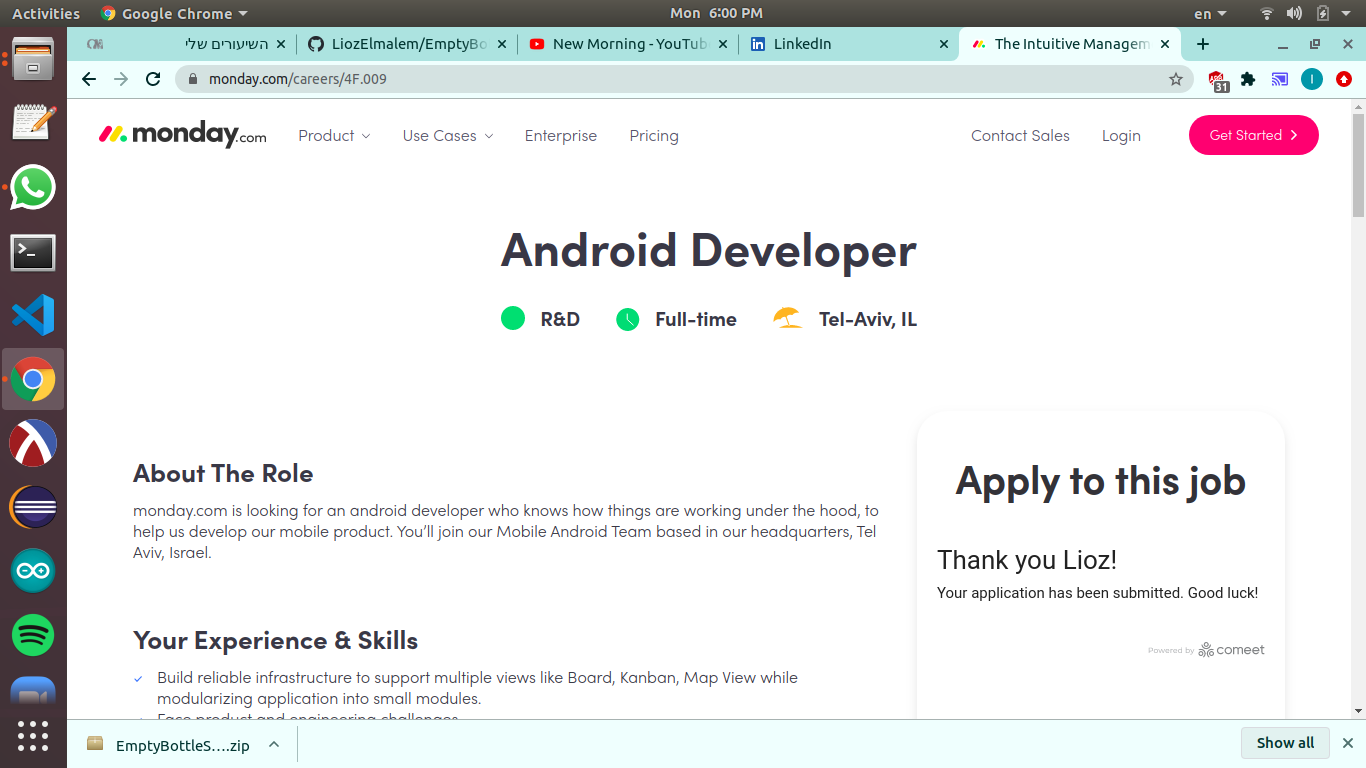 Activities
Google Chrome
Mon 6:00 PM
en
השיעורים שלי
LiozElmalem/EmptyBo
New Morning - YouTube
LinkedIn
The Intuitive Managem
monday.com/careers/4F.009
31
I
monday.com
Product
Use Cases
Enterprise
Pricing
Contact Sales
Login
Get Started
Android Developer
R&D
Full-time
Tel-Aviv, IL
About The Role
monday.com is looking for an android developer who knows how things are working under the hood, to
help us develop our mobile product. You’ll join our Mobile Android Team based in our headquarters, Tel
Aviv, Israel.
Your Experience & Skills
Build reliable infrastructure to support multiple views like Board, Kanban, Map View while
modularizing application into small modules.
Face product and engineering challenges
Apply to this job
Thank you Lioz!
Your application has been submitted. Good luck!
Powered by comeet
EmptyBottleS....zip
Show all